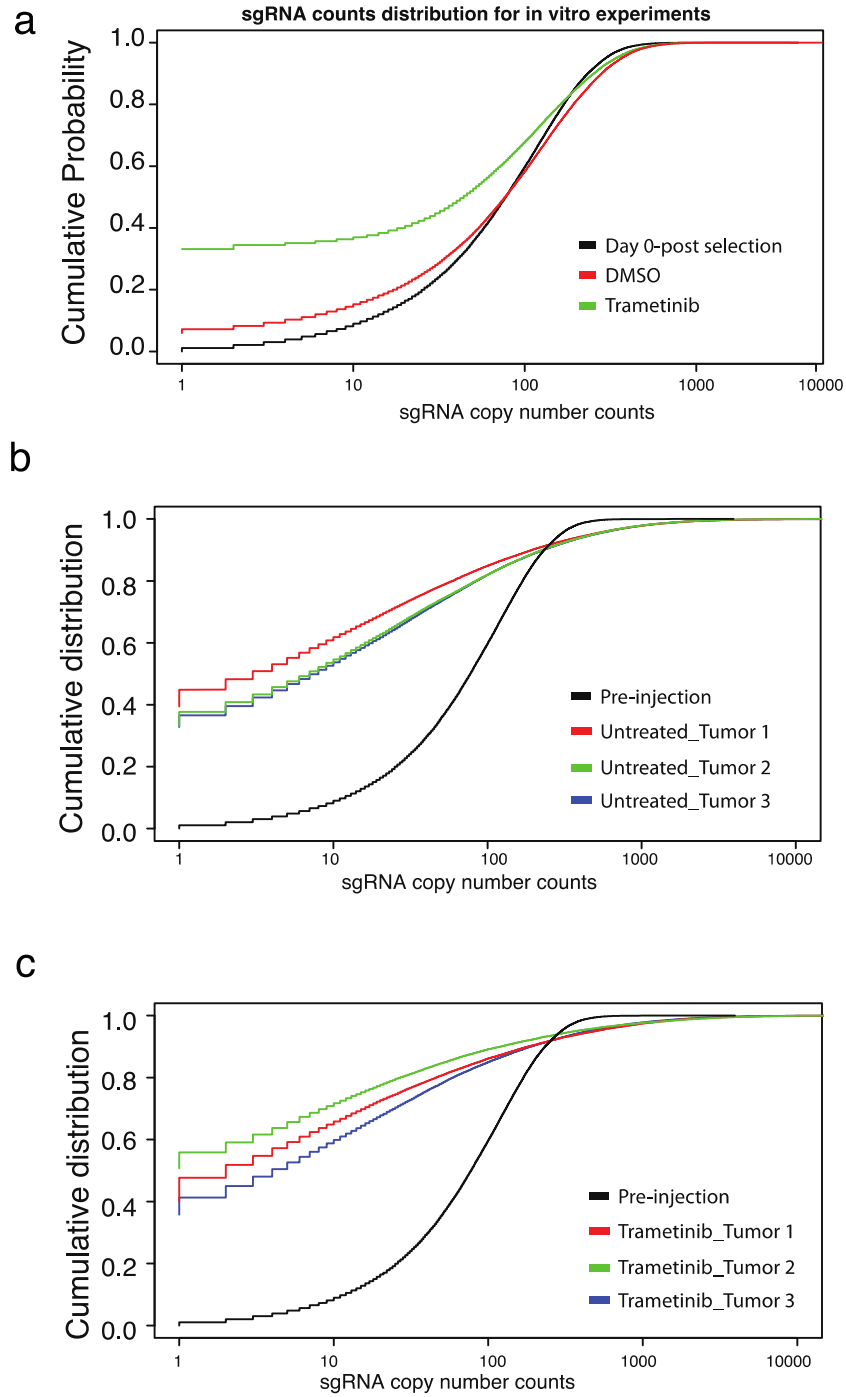 a
sgRNA counts distribution for in vitro experiments
Cumulative Probability
1.0
0.8
0.6
0.4
0.2
0.0
Day 0-post selection
DMSO
Trametinib
1
10
100
1000
10000
sgRNA copy number counts
b
Cumulative distribution
1.0
0.8
0.6
0.4
0.2
0.0
Pre-injection
Untreated_Tumor 1
Untreated_Tumor 2
Untreated_Tumor 3
1
10
100
1000
10000
sgRNA copy number counts
c
Cumulative distribution
1.0
0.8
0.6
0.4
0.2
0.0
Pre-injection
Trametinib_Tumor 1
Trametinib_Tumor 2
Trametinib_Tumor 3
1
10
100
1000
10000
sgRNA copy number counts